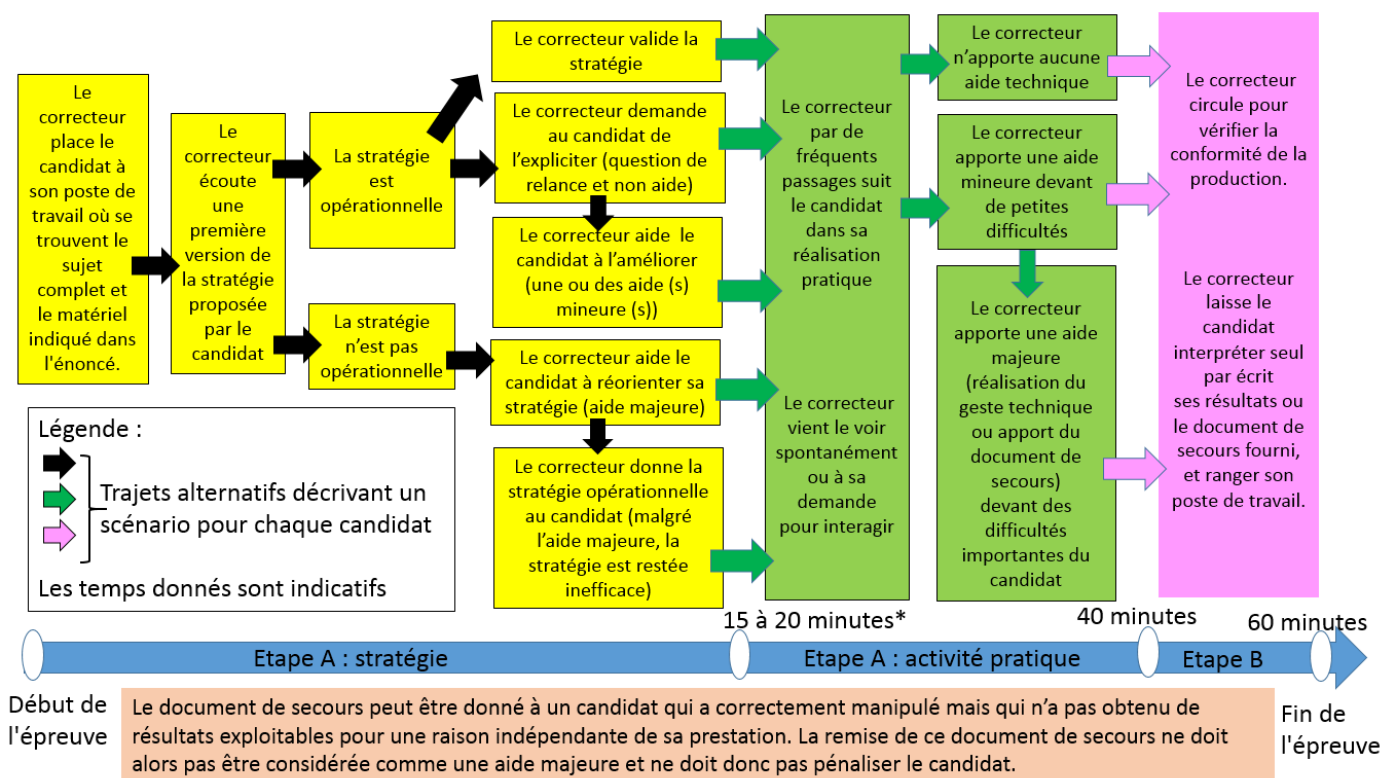 Le
correcteur
place le
candidat à
son poste de
travail où se
trouvent le
sujet
complet et
le matériel
indiqué dans
l'énoncé.
Le
correcteur
écoute
une
première
version de
la stratégie
proposée
par le
candidat
La stratégie
est
opérationnelle
La stratégie
n’est pas
opérationnelle
Le correcteur valide la
stratégie
Le correcteur demande
au candidat de
l’expliciter (question de
relance et non aide)
Le correcteur aide le
candidat à l’améliorer
(une ou des aide (s)
mineure (s))
Le correcteur aide le
candidat à réorienter sa
stratégie (aide majeure)
Le correcteur donne la
stratégie opérationnelle
au candidat (malgré
l’aide majeure, la
stratégie est restée
inefficace)
Le correcteur
par de
fréquents
passages suit
le candidat
dans sa
réalisation
pratique
Le correcteur
vient le voir
spontanément
ou à sa
demande
pour interagir
Le correcteur
n’apporte aucune
aide technique
Le correcteur
apporte une aide
mineure devant
de petites
difficultés
Le correcteur
apporte une aide
majeure
(réalisation du
geste technique
ou apport du
document de
secours)
devant des
difficultés
importantes du
candidat
Le correcteur
circule pour
vérifier la
conformité de la
production.
Le correcteur
laisse le
candidat
interpréter seul
par écrit
ses résultats ou
le document de
secours fourni,
et ranger son
poste de travail.
Légende :
Trajets alternatifs décrivant un
scénario pour chaque candidat
Les temps donnés sont indicatifs
15 à 20 minutes*
40 minutes
60 minutes
Etape A : stratégie
Etape A : activité pratique
Etape B
Début de
l'épreuve
Le document de secours peut être donné à un candidat qui a correctement manipulé mais qui n’a pas obtenu de
résultats exploitables pour une raison indépendante de sa prestation. La remise de ce document de secours ne doit
alors pas être considérée comme une aide majeure et ne doit donc pas pénaliser le candidat.
Fin de
l'épreuve